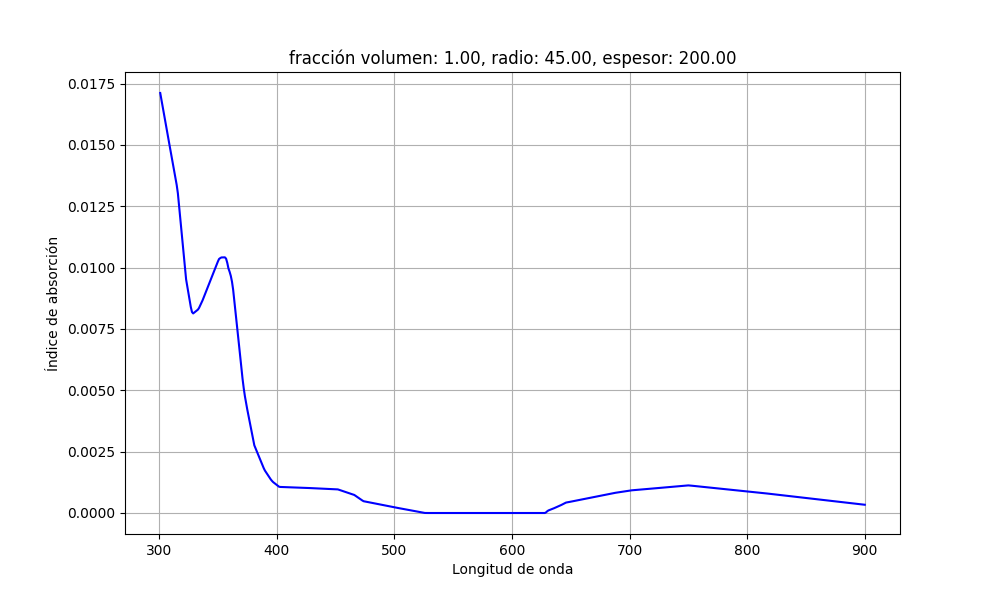 fracción volumen: 1.00, radio: 45.00, espesor: 200.00
0.0175
0.0150
0.0125
0.0100
0.0075
0.0050
0.0025
0.0000
Índice de absorción
300 400 500 600 700 800 900
Longitud de onda